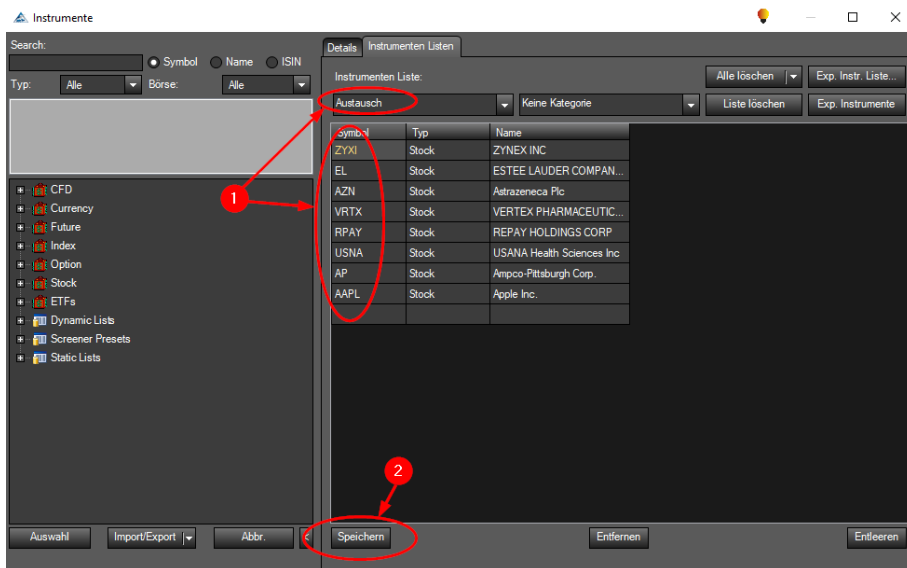 Instrumente
Search:
Symbol Name ISIN
Typ: Alle Börse: Alle
CFD
Currency
Future
Index
Option
Stock
ETFs
Dynamic Lists
Screener Presets
Static Lists
Auswahl Import/Export Abbr. <
Details Instrumenten Listen
Instrumenten Liste:
Alle löschen Exp. Instr. Liste...
Austausch Keine Kategorie Liste löschen Exp. Instrumente
Symbol Typ Name
ZYXI Stock ZYNEX INC
EL Stock ESTEE LAUDER COMPAN...
AZN Stock Astrazeneca Plc
VRTX Stock VERTEX PHARMACEUTIC...
RPAY Stock REPAY HOLDINGS CORP
USNA Stock USANA Health Sciences Inc
AP Stock Ampco-Pittsburgh Corp.
AAPL Stock Apple Inc.
1
2
Speichern Entfernen Entleeren